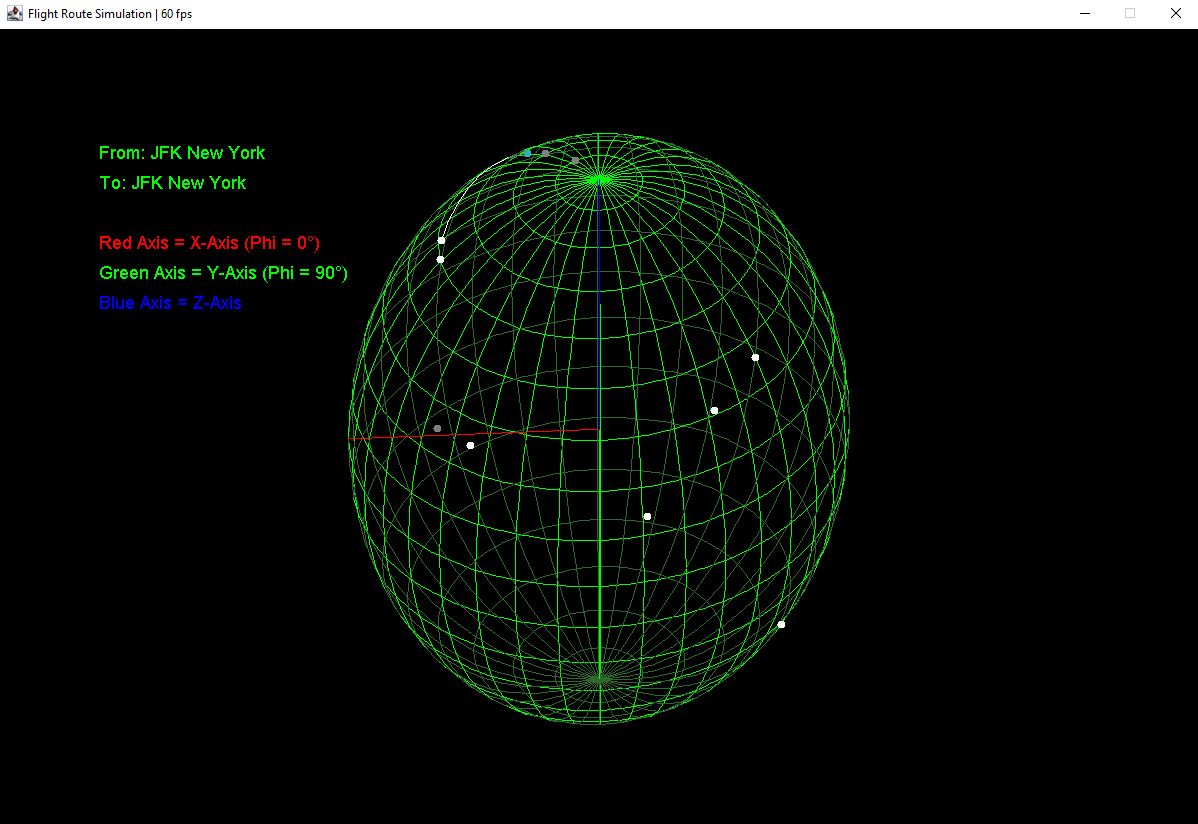 Flight Route Simulation | 60 fps
From: JFK New York
To: JFK New York
Red Axis = X-Axis (Phi = 0°)
Green Axis = Y-Axis (Phi = 90°)
Blue Axis = Z-Axis